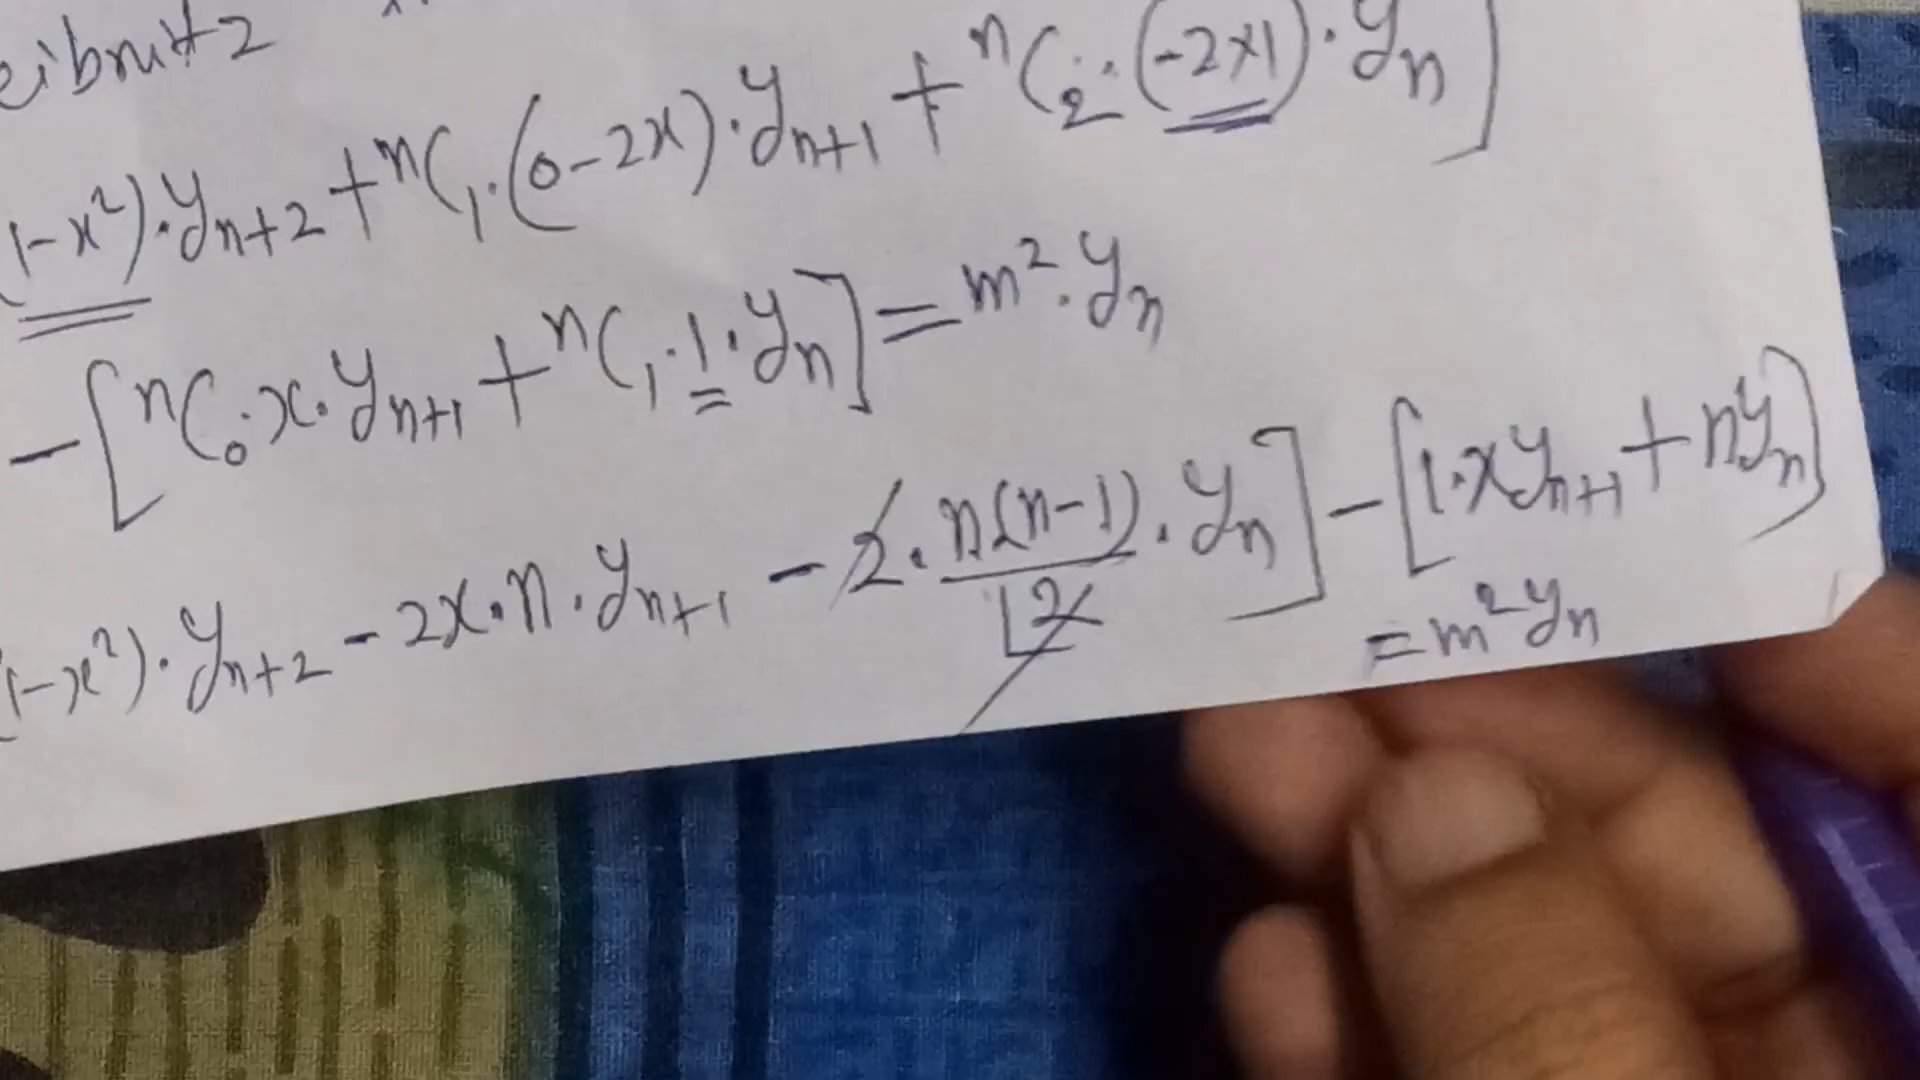 eibnitz
(1-x²).yₙ₊₂ + ⁿC₁.(0-2x).yₙ₊₁ + ⁿC₂.(-2×1).yₙ]
-[ⁿC₀.x.yₙ₊₁ + ⁿC₁.1.yₙ] = m².yₙ
(1-x²).yₙ₊₂ - 2x.n.yₙ₊₁ - 2.n(n-1)/⌊2.yₙ] - [1.xyₙ₊₁ + nyₙ]
= m²yₙ